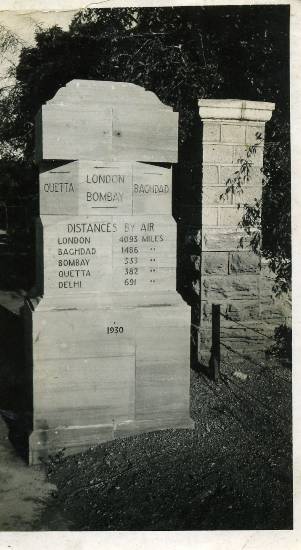 QUETTA LONDON BOMBAY BAGHDAD
DISTANCES BY AIR
LONDON 4093 MILES
BAGHDAD 1486 "
BOMBAY 533 "
QUETTA 382 "
DELHI 691 "
1930